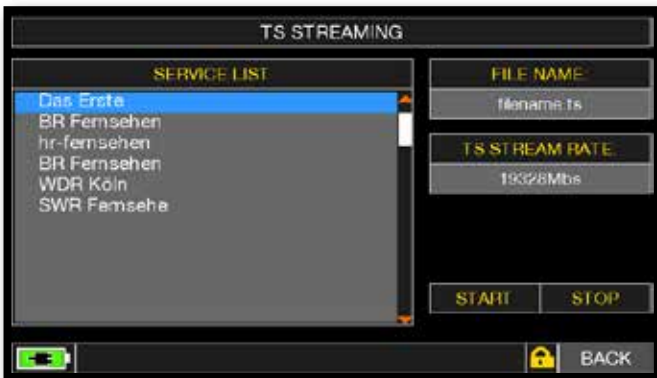 TS STREAMING
SERVICE LIST
Das Erste
BR Fernsehen
hr-fernsehen
BR Fernsehen
WDR Köln
SWR Fernsehe
FILE NAME
filename.ts
TS STREAM RATE
19328Mbs
START
STOP
BACK